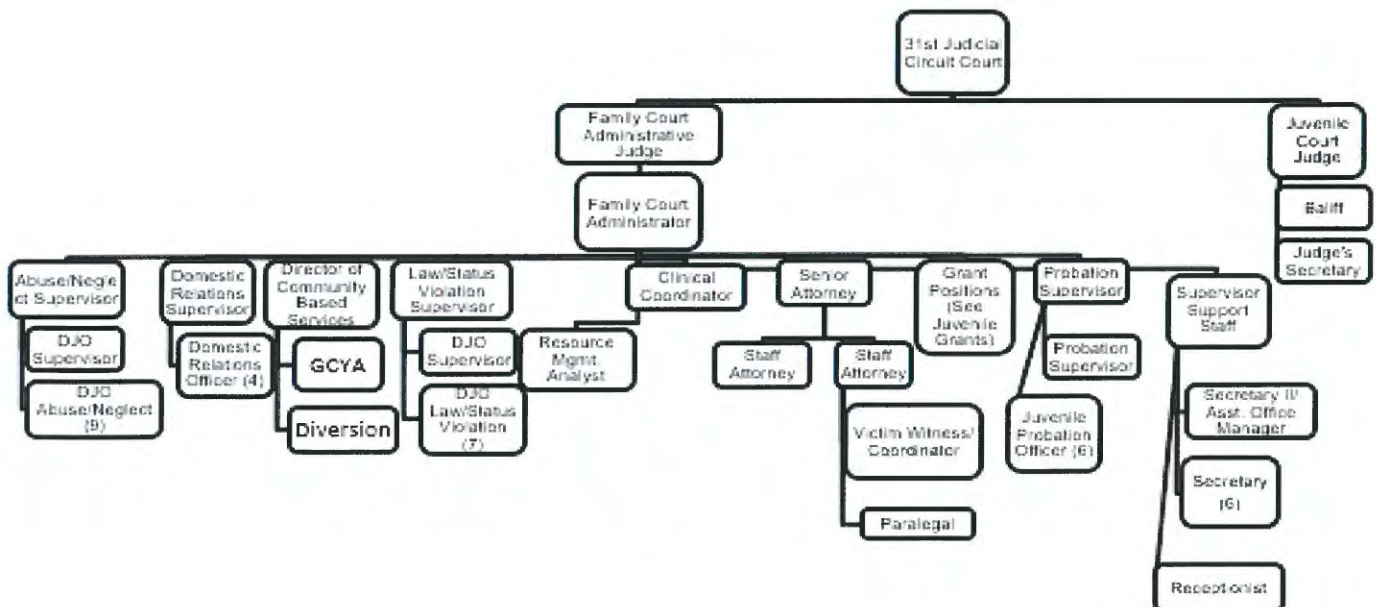 31st Judicial
Circuit Court
Family Court
Administrative
Judge
Juvenile
Court
Judge
Family Court
Administrator
Baliff
Judge's
Secretary
Abuse/Negle
ct Supervisor
Domestic
Relations
Supervisor
Director of
Community
Based
Services
Law/Status
Violation
Supervisor
Clinical
Coordinator
Senior
Attorney
Grant
Positions
(See
Juvenile
Grants)
Probation
Supervisor
Supervisor
Support
Staff
DJO
Supervisor
DJO
Abuse/Neglect
(9)
Domestic
Relations
Officer (4)
GCYA
Diversion
DJO
Supervisor
DJO
Law/Status
Violation
(7)
Resource
Mgmt.
Analyst
Staff
Attorney
Staff
Attorney
Victim Witness/
Coordinator
Paralegal
Probation
Supervisor
Juvenile
Probation
Officer (6)
Secretary II/
Asst. Office
Manager
Secretary
(6)
Receptionist